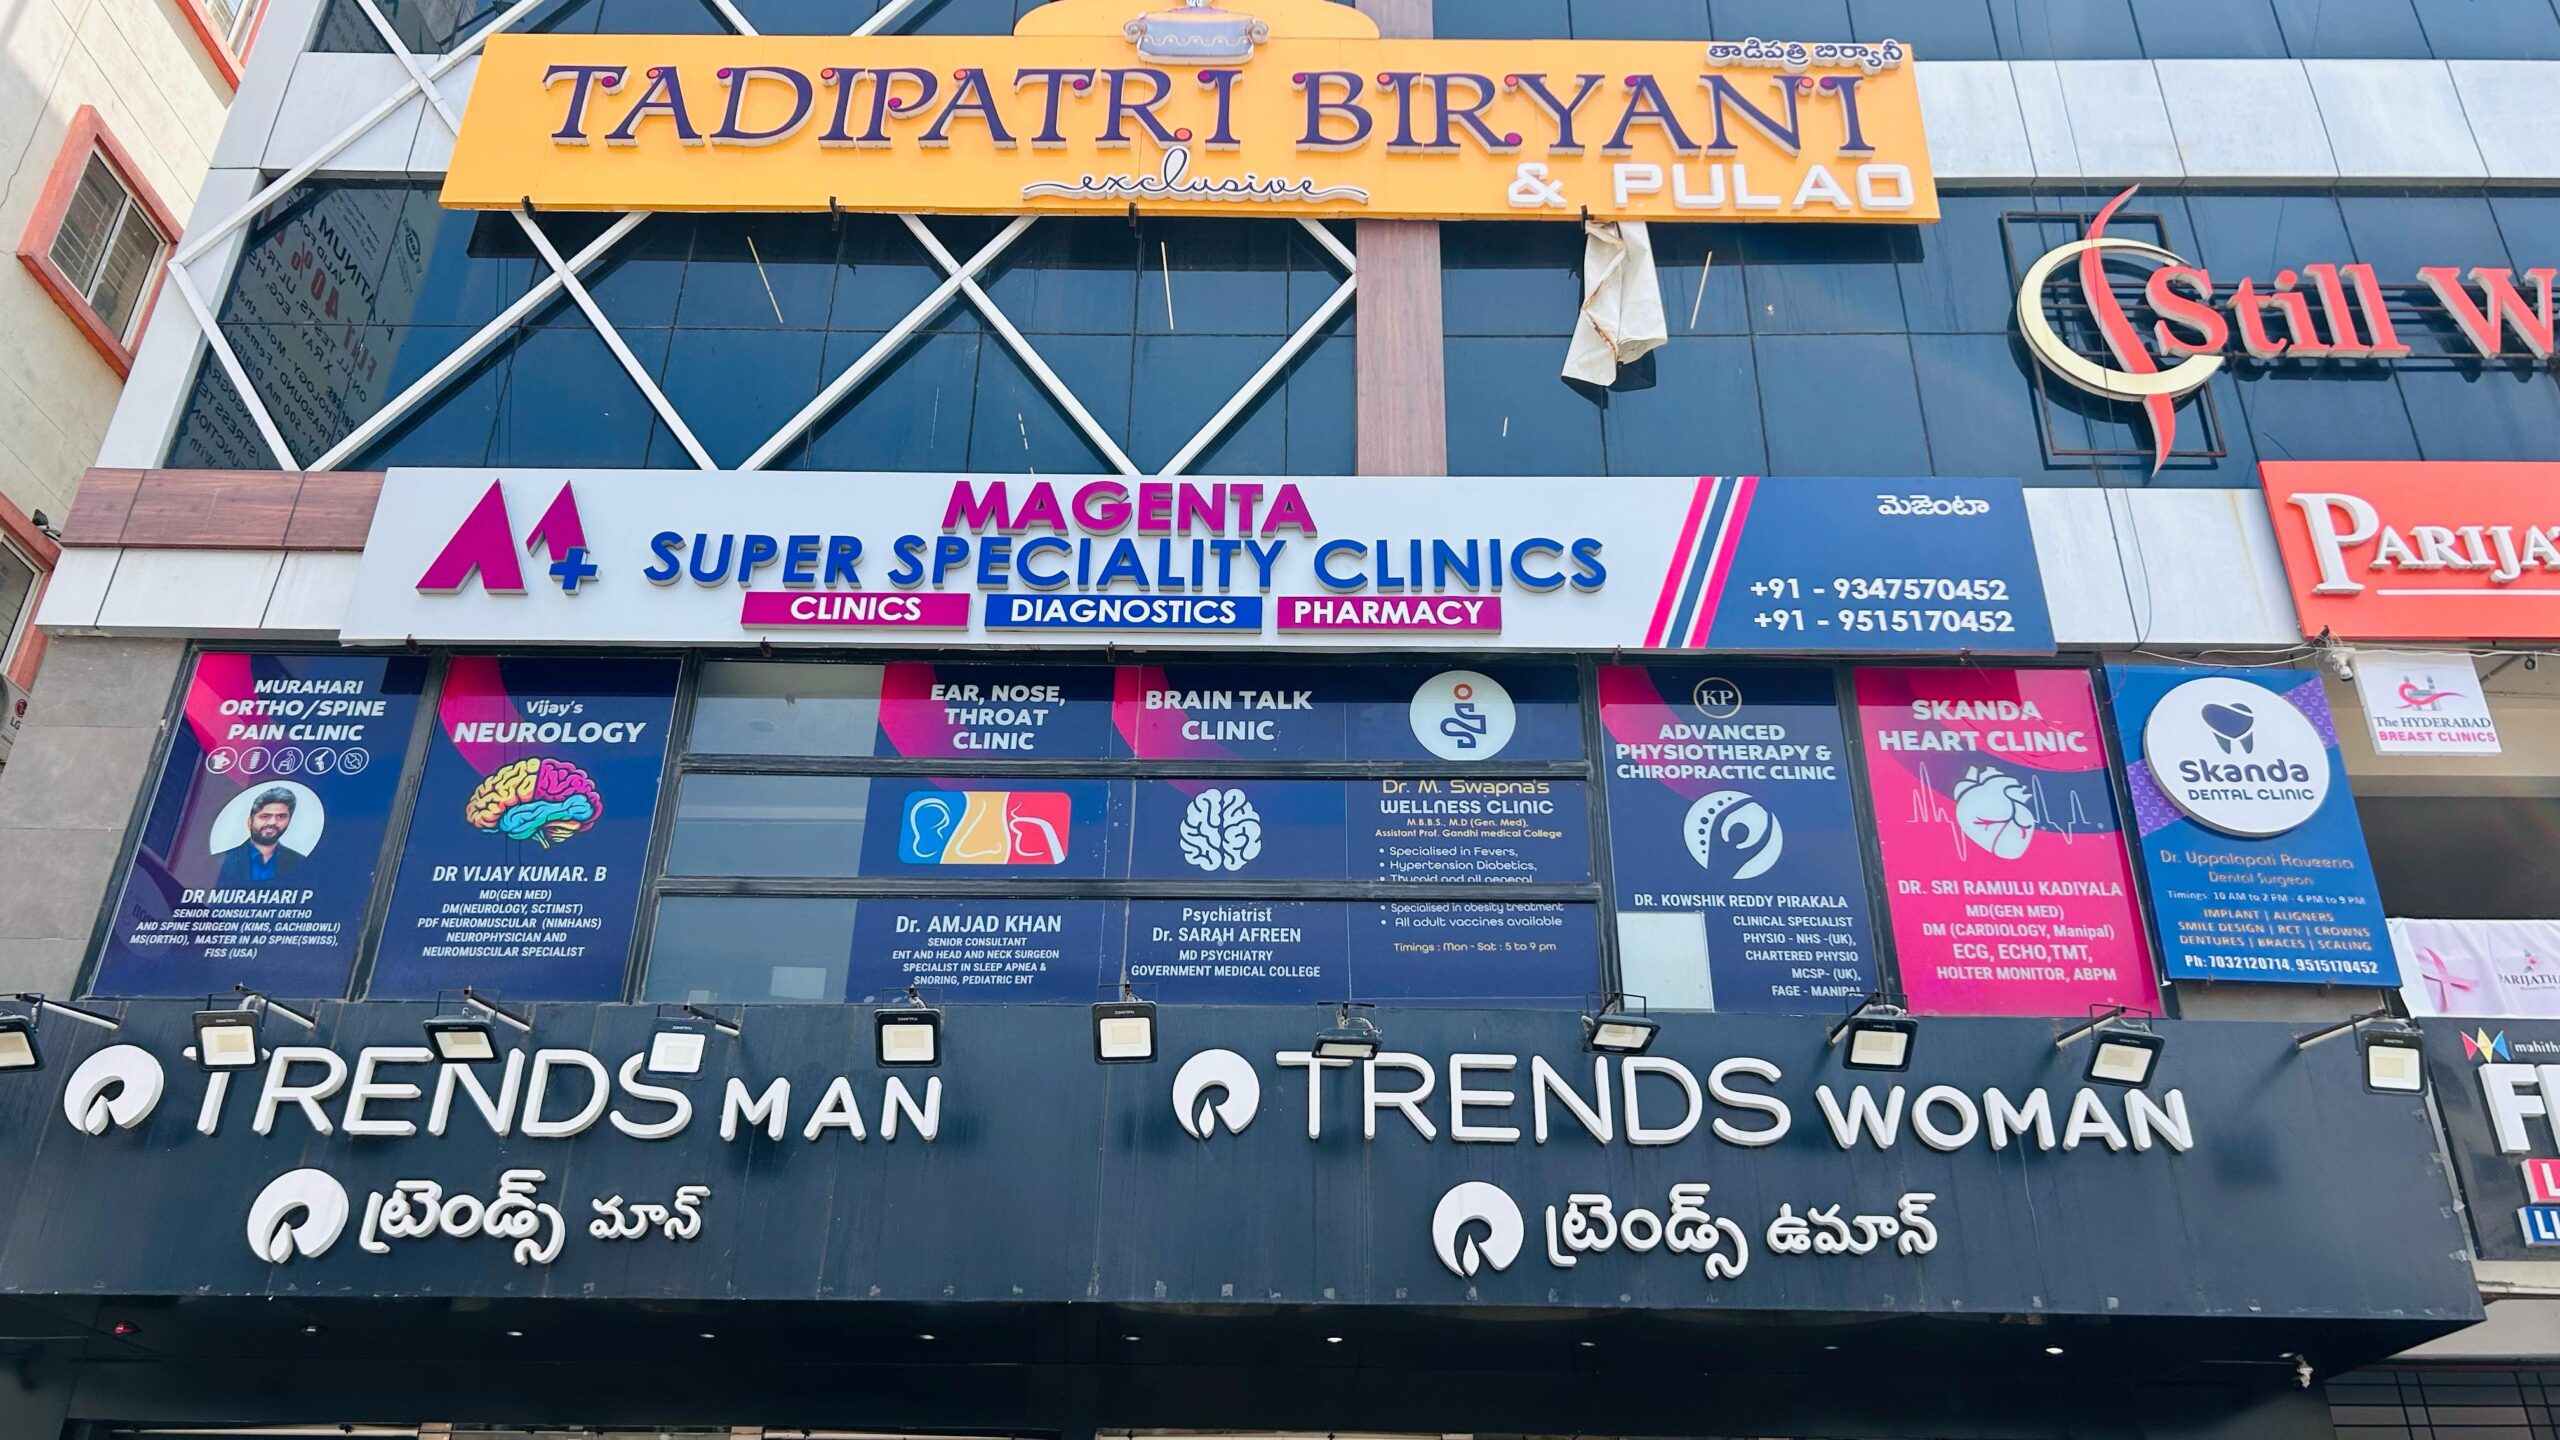 తాడిపత్రి బిర్యానీ
TADIPATRI BIRYANI
exclusive
& PULAO
Still
MAGENTA
SUPER SPECIALITY CLINICS
CLINICS
DIAGNOSTICS
PHARMACY
మెజెంటా
+91 - 9347570452
+91 - 9515170452
MURAHARI
ORTHO/SPINE
PAIN CLINIC
DR MURAHARI P
SENIOR CONSULTANT ORTHO
AND SPINE SURGEON (KIMS, GACHIBOWLI)
MS(ORTHO), MASTER IN AO SPINE(SWISS),
FISS (USA)
Vijay's
NEUROLOGY
DR VIJAY KUMAR. B
MD(GEN MED)
DM(NEUROLOGY, SCTIMST)
PDF NEUROMUSCULAR (NIMHANS)
NEUROPHYSICIAN AND
NEUROMUSCULAR SPECIALIST
EAR, NOSE,
THROAT
CLINIC
Dr. AMJAD KHAN
SENIOR CONSULTANT
ENT AND HEAD AND NECK SURGEON
SPECIALIST IN SLEEP APNEA &
SNORING, PEDIATRIC ENT
BRAIN TALK
CLINIC
Psychiatrist
Dr. SARAH AFREEN
MD PSYCHIATRY
GOVERNMENT MEDICAL COLLEGE
Dr. M. Swapna's
WELLNESS CLINIC
M.B.B.S., M.D (Gen. Med).
Assistant Prof. Gandhi medical College
• Specialised in Fevers,
• Hypertension Diabetics,
• Thyroid and all general
• Specialised in obesity treatment
• All adult vaccines available
Timings : Mon - Sat : 5 to 9 pm
KP
ADVANCED
PHYSIOTHERAPY &
CHIROPRACTIC CLINIC
DR. KOWSHIK REDDY PIRAKALA
CLINICAL SPECIALIST
PHYSIO - NHS -(UK),
CHARTERED PHYSIO
MCSP- (UK),
FAGE - MANIPAL
SKANDA
HEART CLINIC
DR. SRI RAMULU KADIYALA
MD(GEN MED)
DM (CARDIOLOGY, Manipal)
ECG, ECHO,TMT,
HOLTER MONITOR, ABPM
Skanda
DENTAL CLINIC
Dr. Uppalapati Raveena
Dental Surgeon
Timings: 10 AM to 2 PM - 4 PM to 9 PM
IMPLANT | ALIGNERS
SMILE DESIGN | RCT | CROWNS
DENTURES | BRACES | SCALING
Ph: 7032120714, 9515170452
The HYDERABAD
BREAST CLINICS
TRENDS MAN
ట్రెండ్స్ మాన్
TRENDS WOMAN
ట్రెండ్స్ ఉమాన్